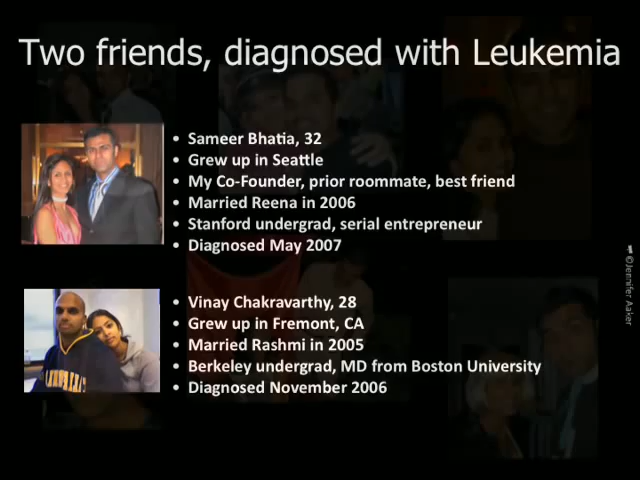 Two friends, diagnosed with Leukemia
• Sameer Bhatia, 32
• Grew up in Seattle
• My Co-Founder, prior roommate, best friend
• Married Reena in 2006
• Stanford undergrad, serial entrepreneur
• Diagnosed May 2007
• Vinay Chakravarthy, 28
• Grew up in Fremont, CA
• Married Rashmi in 2005
• Berkeley undergrad, MD from Boston University
• Diagnosed November 2006
©Jennifer Aaker